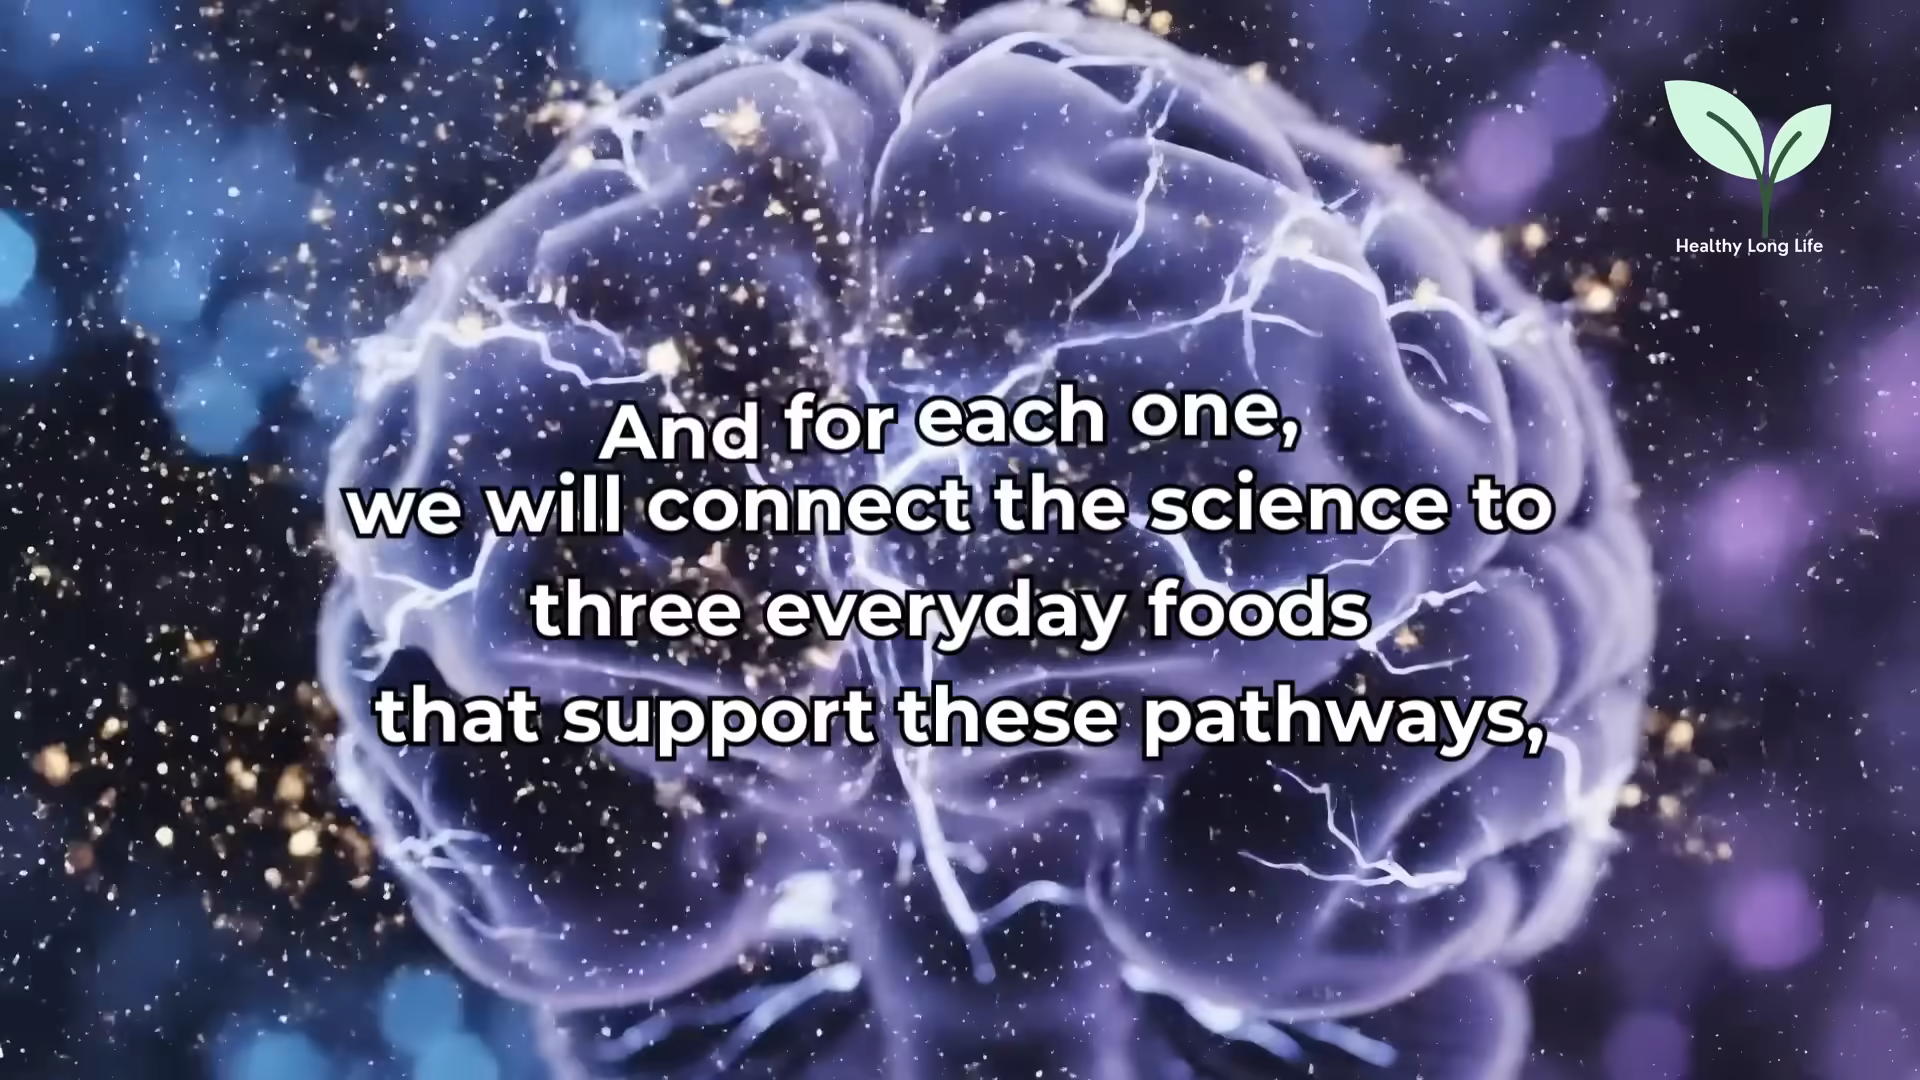 Healthy Long Life
And for each one,
we will connect the science to
three everyday foods
that support these pathways,